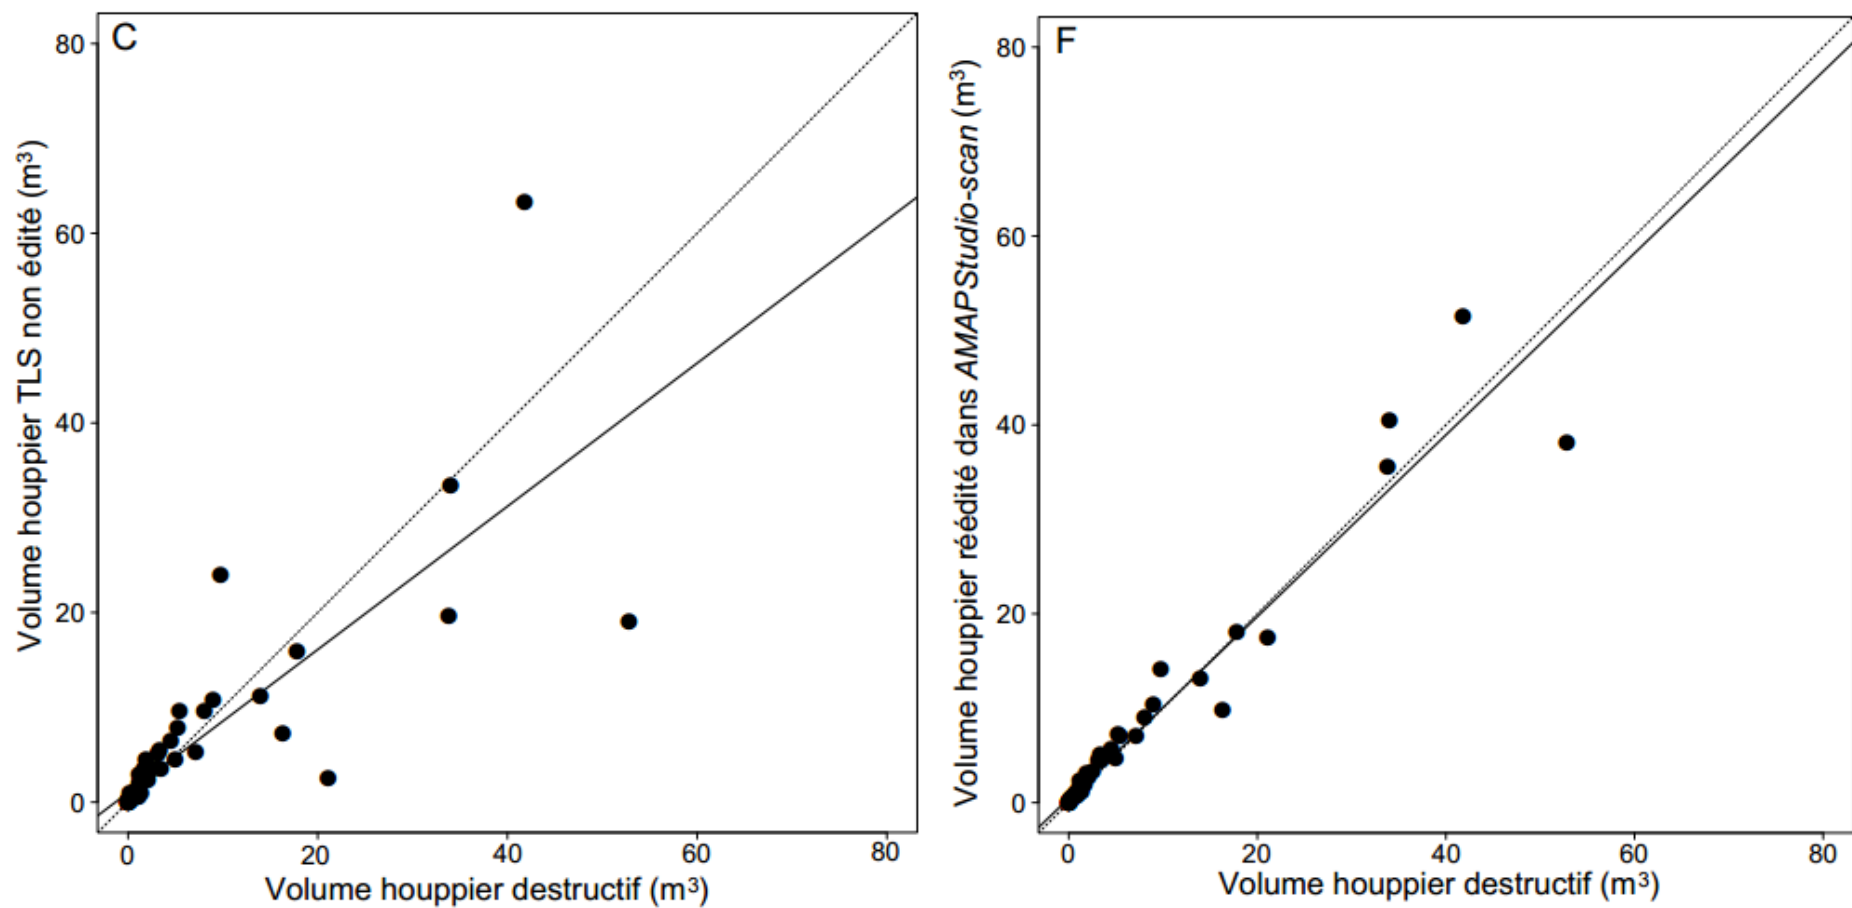 C
80
60
40
20
0
Volume houppier TLS non édité (m³)
0 20 40 60 80
Volume houppier destructif (m³)
F
80
60
40
20
0
Volume houppier réédité dans AMAPStudio-scan (m³)
0 20 40 60 80
Volume houppier destructif (m³)